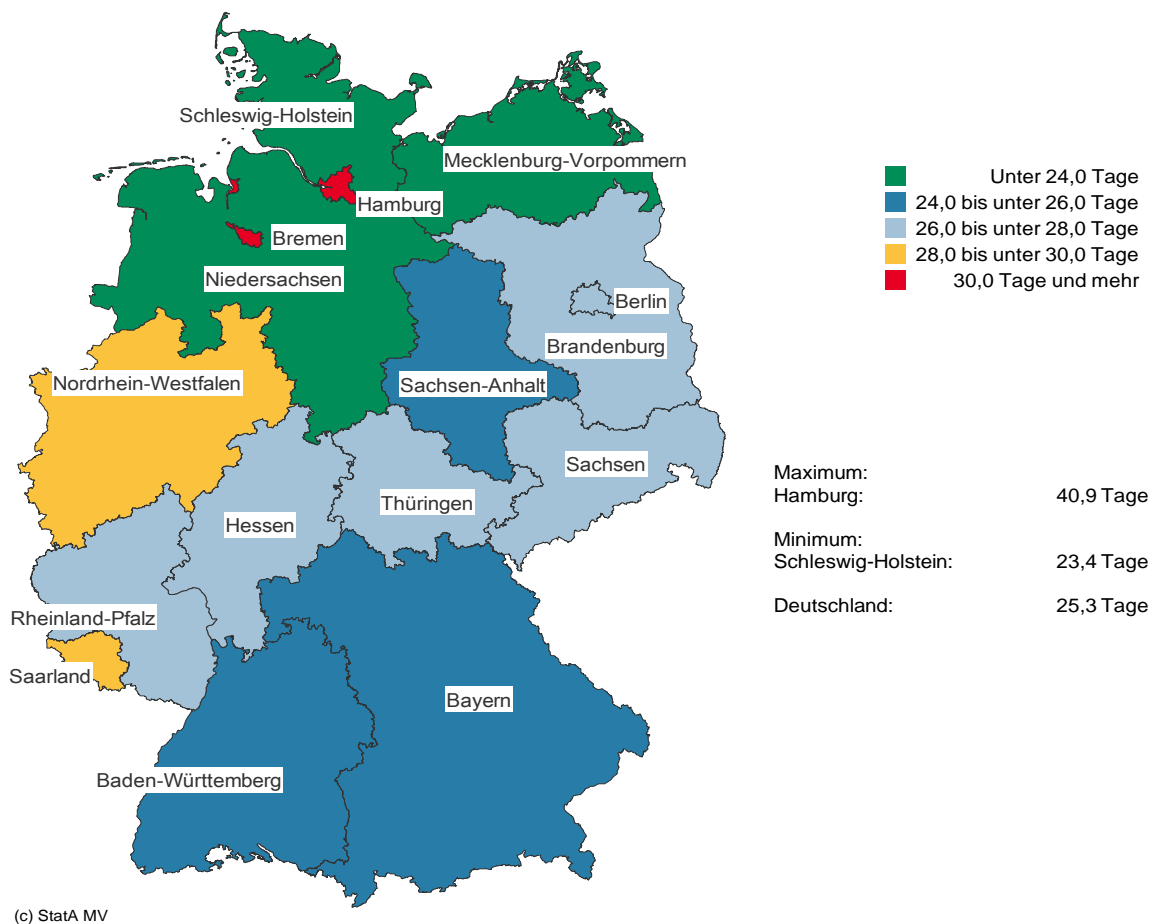 Schleswig-Holstein
Mecklenburg-Vorpommern
Hamburg
Bremen
Niedersachsen
Berlin
Brandenburg
Nordrhein-Westfalen
Sachsen-Anhalt
Sachsen
Thüringen
Hessen
Rheinland-Pfalz
Saarland
Bayern
Baden-Württemberg
Unter 24,0 Tage
24,0 bis unter 26,0 Tage
26,0 bis unter 28,0 Tage
28,0 bis unter 30,0 Tage
30,0 Tage und mehr
Maximum:
Hamburg: 40,9 Tage
Minimum:
Schleswig-Holstein: 23,4 Tage
Deutschland: 25,3 Tage
(c) StatA MV